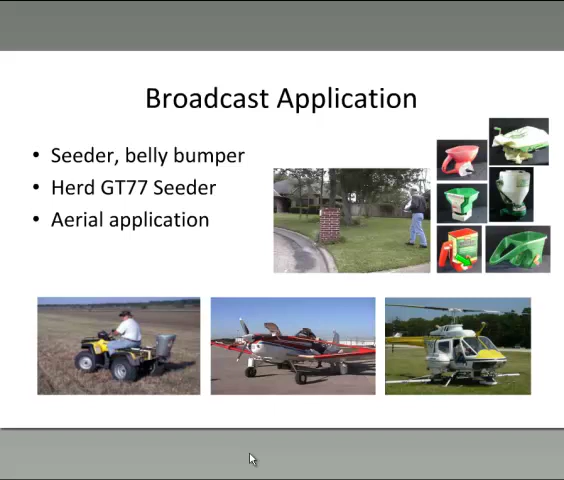 Broadcast Application
• Seeder, belly bumper
• Herd GT77 Seeder
• Aerial application